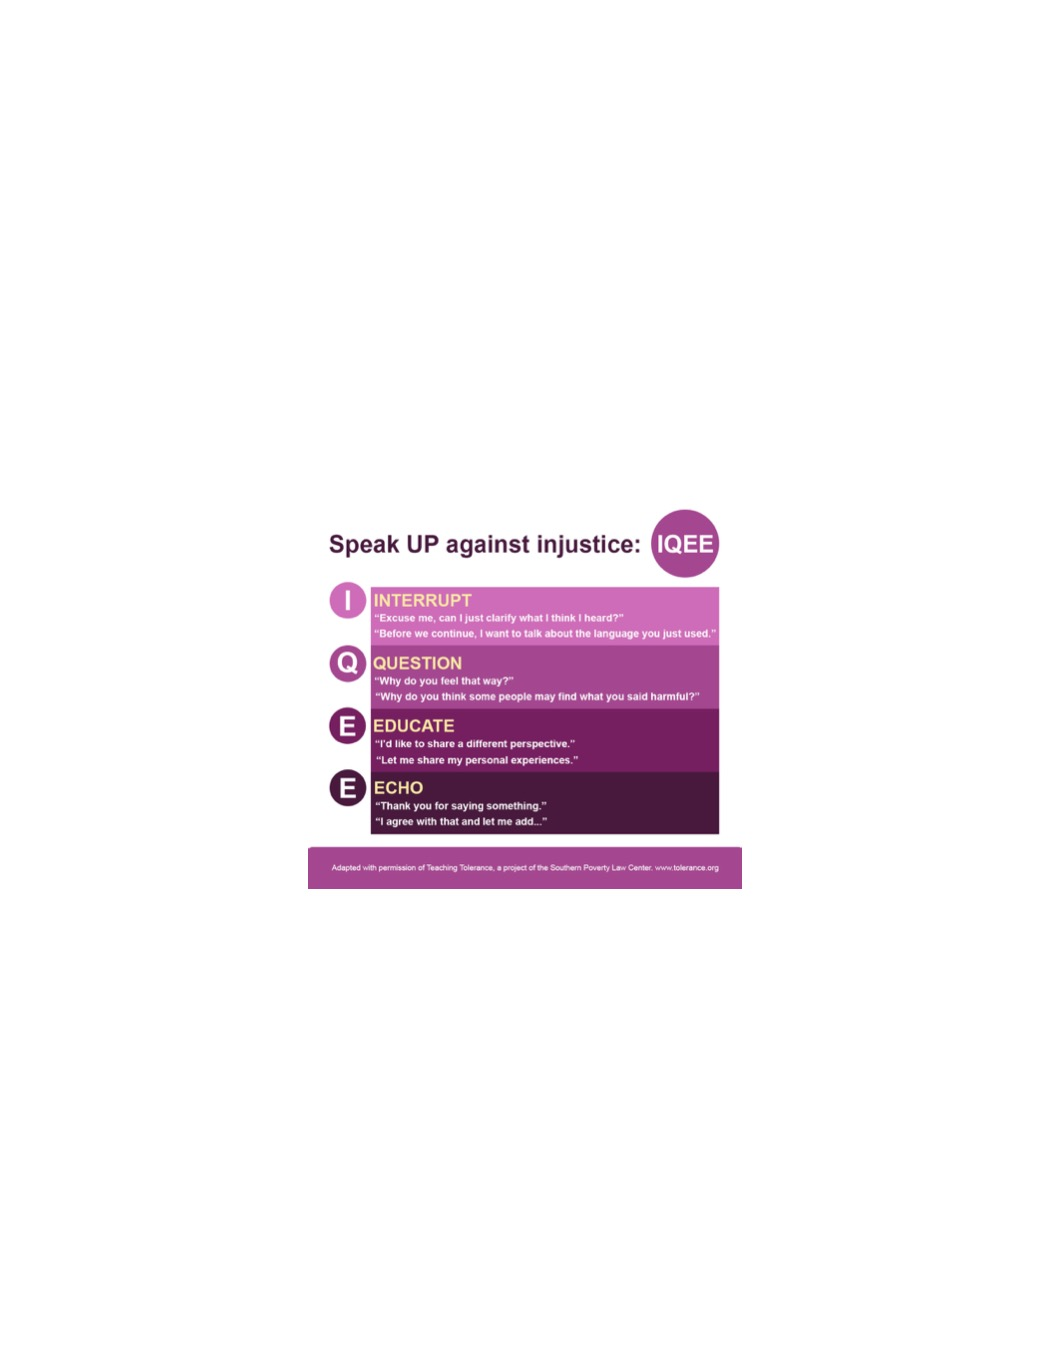 Speak UP against injustice: IQEE
I INTERRUPT
“Excuse me, can I just clarify what I think I heard?”
“Before we continue, I want to talk about the language you just used.”
Q QUESTION
“Why do you feel that way?”
“Why do you think some people may find what you said harmful?”
E EDUCATE
“I’d like to share a different perspective.”
“Let me share my personal experiences.”
E ECHO
“Thank you for saying something.”
“I agree with that and let me add...”
Adapted with permission of Teaching Tolerance, a project of the Southern Poverty Law Center. www.tolerance.org